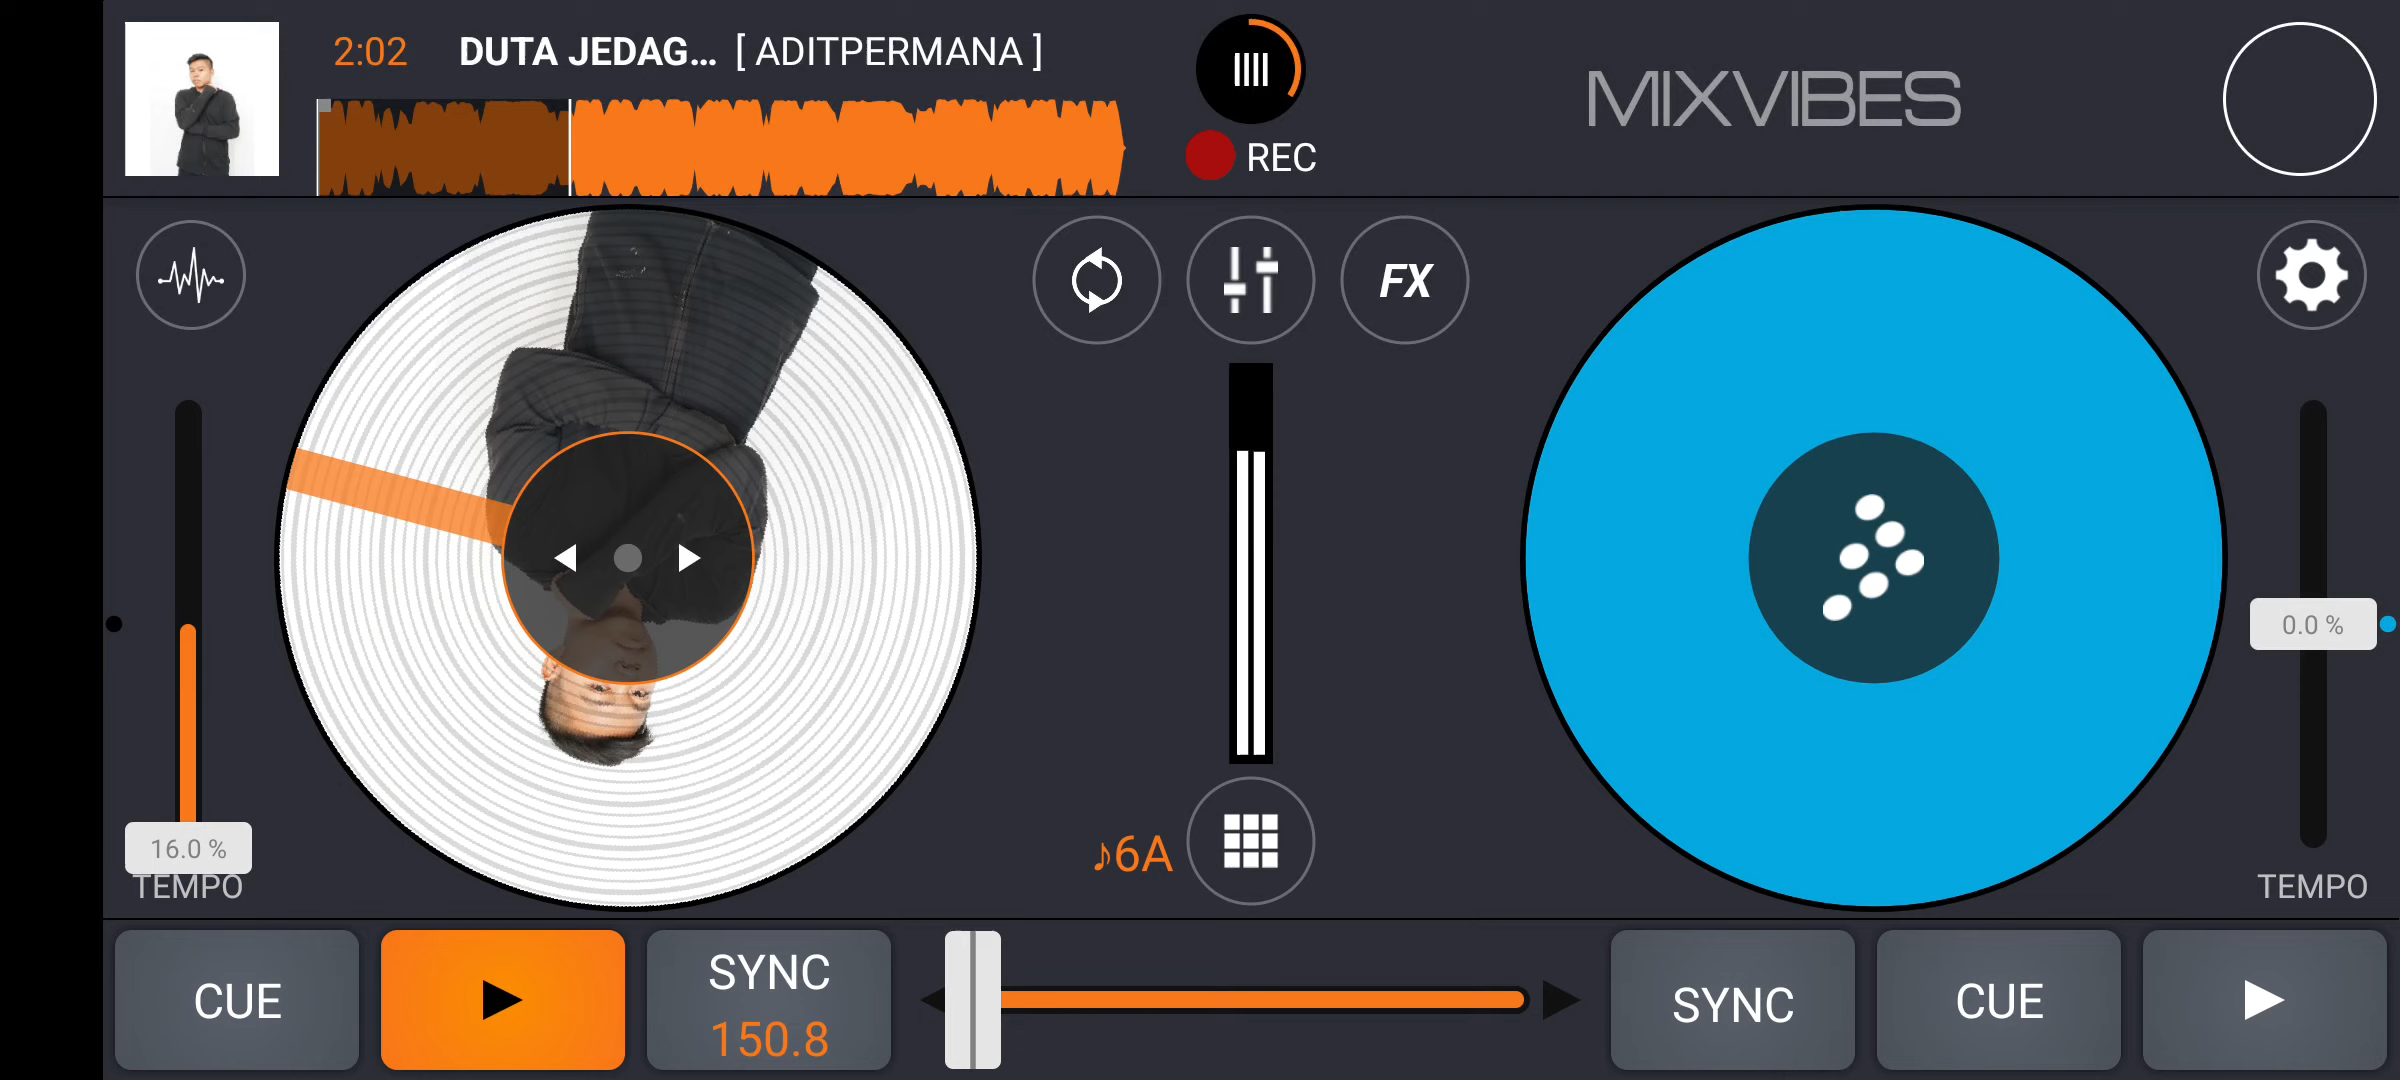 2:02 DUTA JEDAG... [ ADITPERMANA ]
REC
MIXVIBES
FX
16.0 %
TEMPO
♪6A
0.0 %
TEMPO
CUE
SYNC
150.8
SYNC
CUE